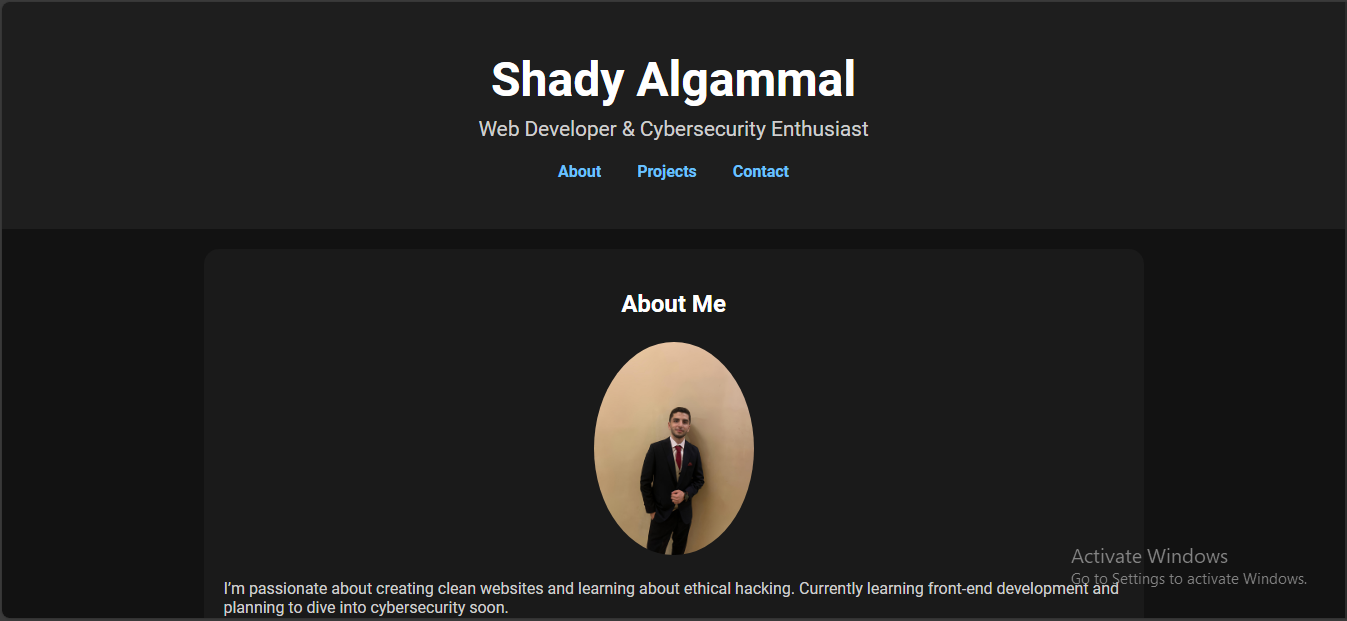 Shady Algammal
Web Developer & Cybersecurity Enthusiast
About Projects Contact
About Me
Activate Windows
Go to Settings to activate Windows.
I’m passionate about creating clean websites and learning about ethical hacking. Currently learning front-end development and
planning to dive into cybersecurity soon.